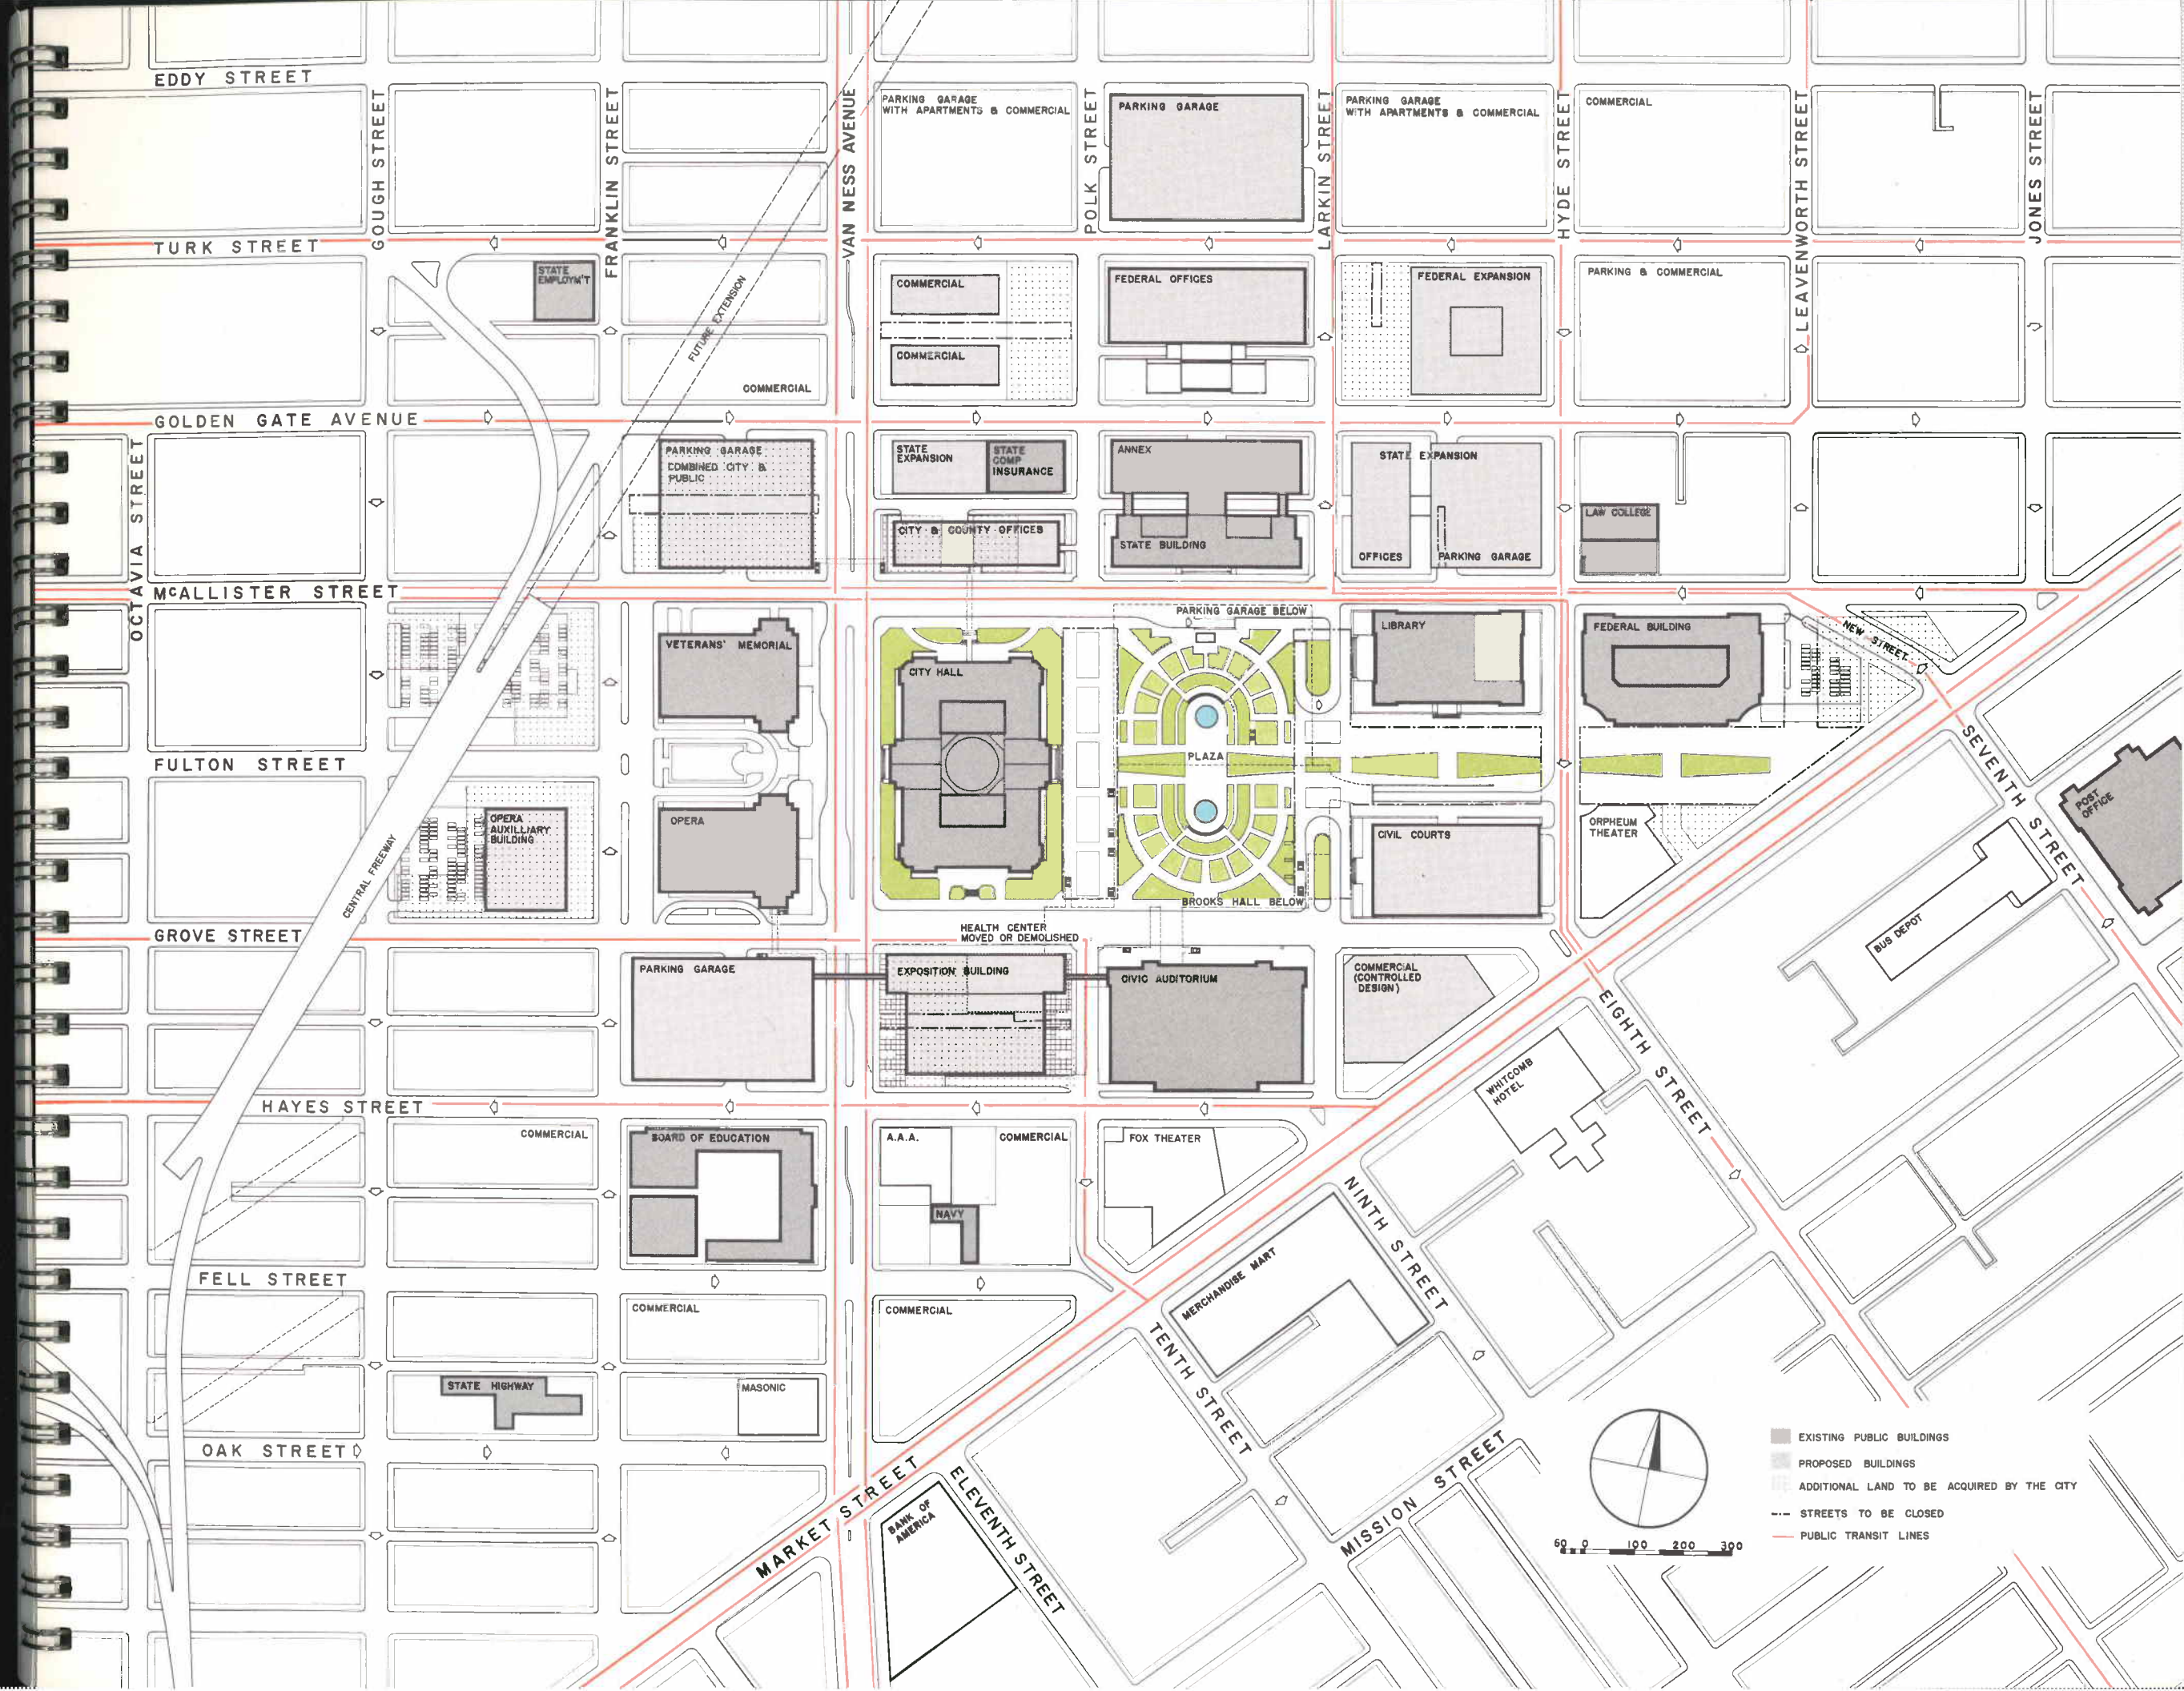 EDDY STREET
GOUGH STREET
FRANKLIN STREET
VAN NESS AVENUE
PARKING GARAGE
WITH APARTMENTS & COMMERCIAL
POLK STREET
PARKING GARAGE
LARKIN STREET
PARKING GARAGE
WITH APARTMENTS & COMMERCIAL
HYDE STREET
COMMERCIAL
LEAVENWORTH STREET
JONES STREET
TURK STREET
STATE
EMPLOYM'T
FUTURE EXTENSION
COMMERCIAL
COMMERCIAL
COMMERCIAL
FEDERAL OFFICES
FEDERAL EXPANSION
PARKING & COMMERCIAL
GOLDEN GATE AVENUE
OCTAVIA STREET
PARKING GARAGE
COMBINED CITY &
PUBLIC
STATE
EXPANSION
STATE
COMP
INSURANCE
CITY & COUNTY OFFICES
ANNEX
STATE BUILDING
STATE EXPANSION
OFFICES
PARKING GARAGE
LAW COLLEGE
McALLISTER STREET
VETERANS' MEMORIAL
CITY HALL
PARKING GARAGE BELOW
LIBRARY
FEDERAL BUILDING
NEW STREET
PLAZA
FULTON STREET
SEVENTH STREET
POST
OFFICE
OPERA
AUXILLIARY
BUILDING
OPERA
CIVIL COURTS
ORPHEUM
THEATER
CENTRAL FREEWAY
BROOKS HALL BELOW
BUS DEPOT
GROVE STREET
HEALTH CENTER
MOVED OR DEMOLISHED
PARKING GARAGE
EXPOSITION BUILDING
CIVIC AUDITORIUM
COMMERCIAL
(CONTROLLED
DESIGN)
EIGHTH STREET
WHITCOMB
HOTEL
HAYES STREET
COMMERCIAL
BOARD OF EDUCATION
A.A.A.
COMMERCIAL
FOX THEATER
NAVY
NINTH STREET
MERCHANDISE MART
FELL STREET
COMMERCIAL
COMMERCIAL
TENTH STREET
STATE HIGHWAY
MASONIC
OAK STREET
MARKET STREET
BANK OF
AMERICA
ELEVENTH STREET
MISSION STREET
EXISTING PUBLIC BUILDINGS
PROPOSED BUILDINGS
ADDITIONAL LAND TO BE ACQUIRED BY THE CITY
STREETS TO BE CLOSED
PUBLIC TRANSIT LINES
60 0 100 200 300